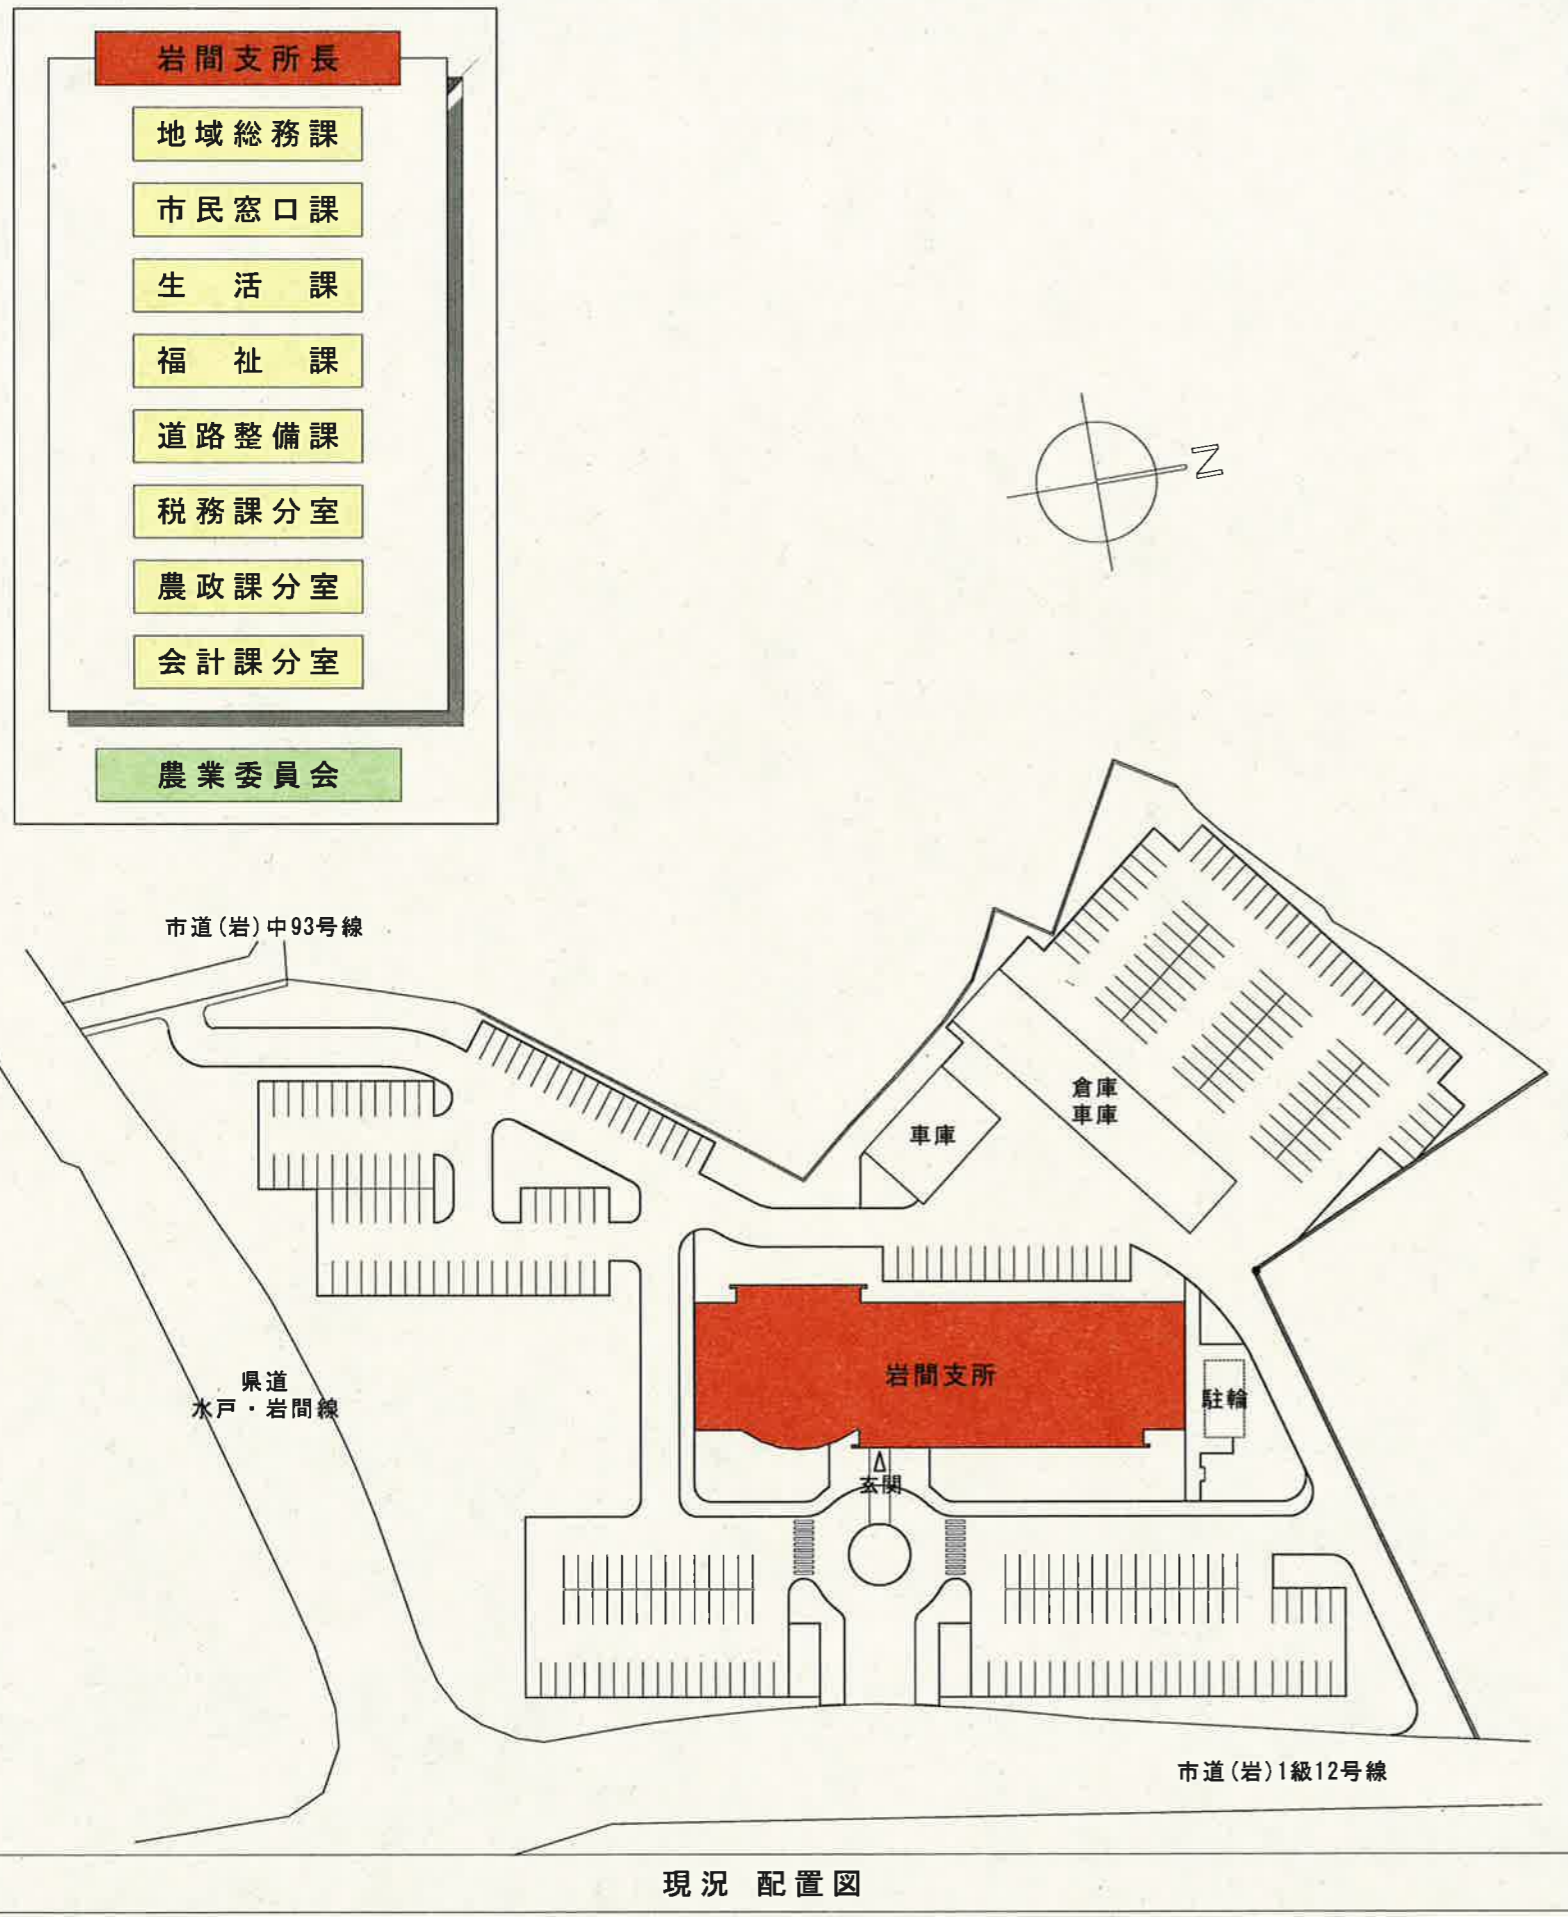 岩間支所長
地域総務課
市民窓口課
生活課
福祉課
道路整備課
税務課分室
農政課分室
会計課分室
農業委員会
N
市道(岩)中93号線
倉庫
車庫
車庫
県道
水戸・岩間線
岩間支所
駐輪
玄関
市道(岩)1級12号線
現況 配置図